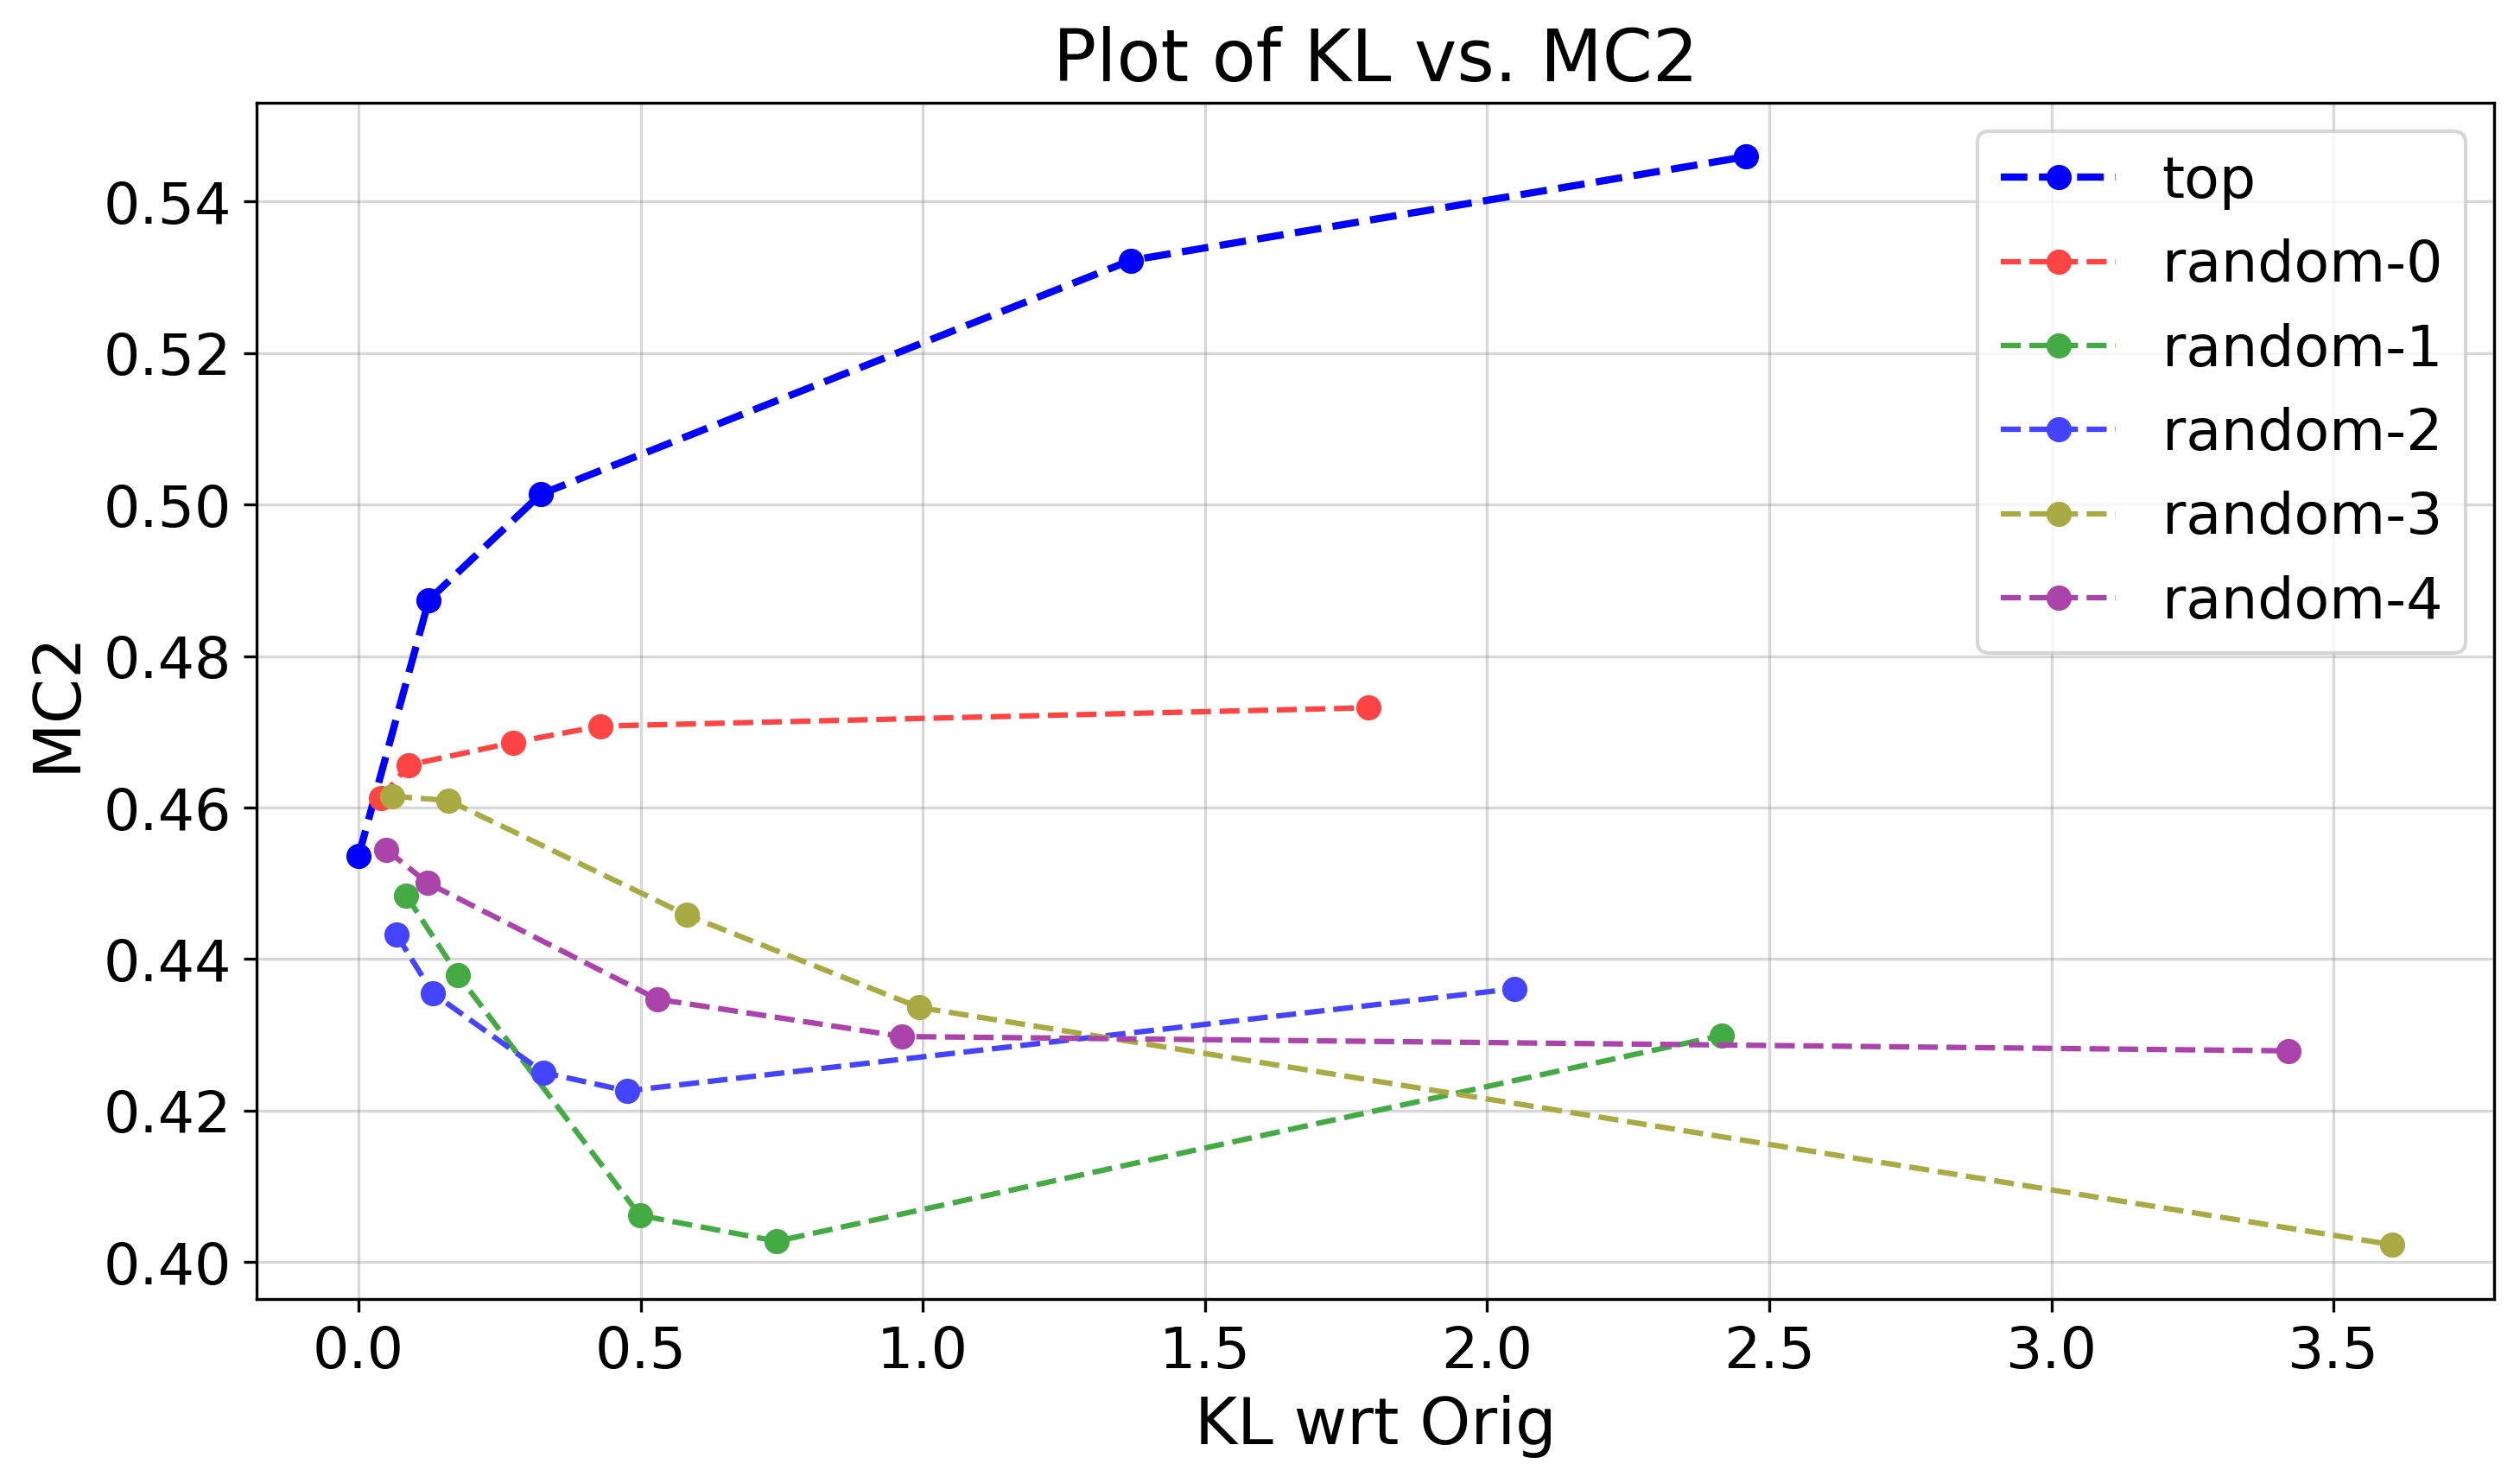 Plot of KL vs. MC2
top
random-0
random-1
random-2
random-3
random-4
MC2
0.54
0.52
0.50
0.48
0.46
0.44
0.42
0.40
0.0 0.5 1.0 1.5 2.0 2.5 3.0 3.5
KL wrt Orig